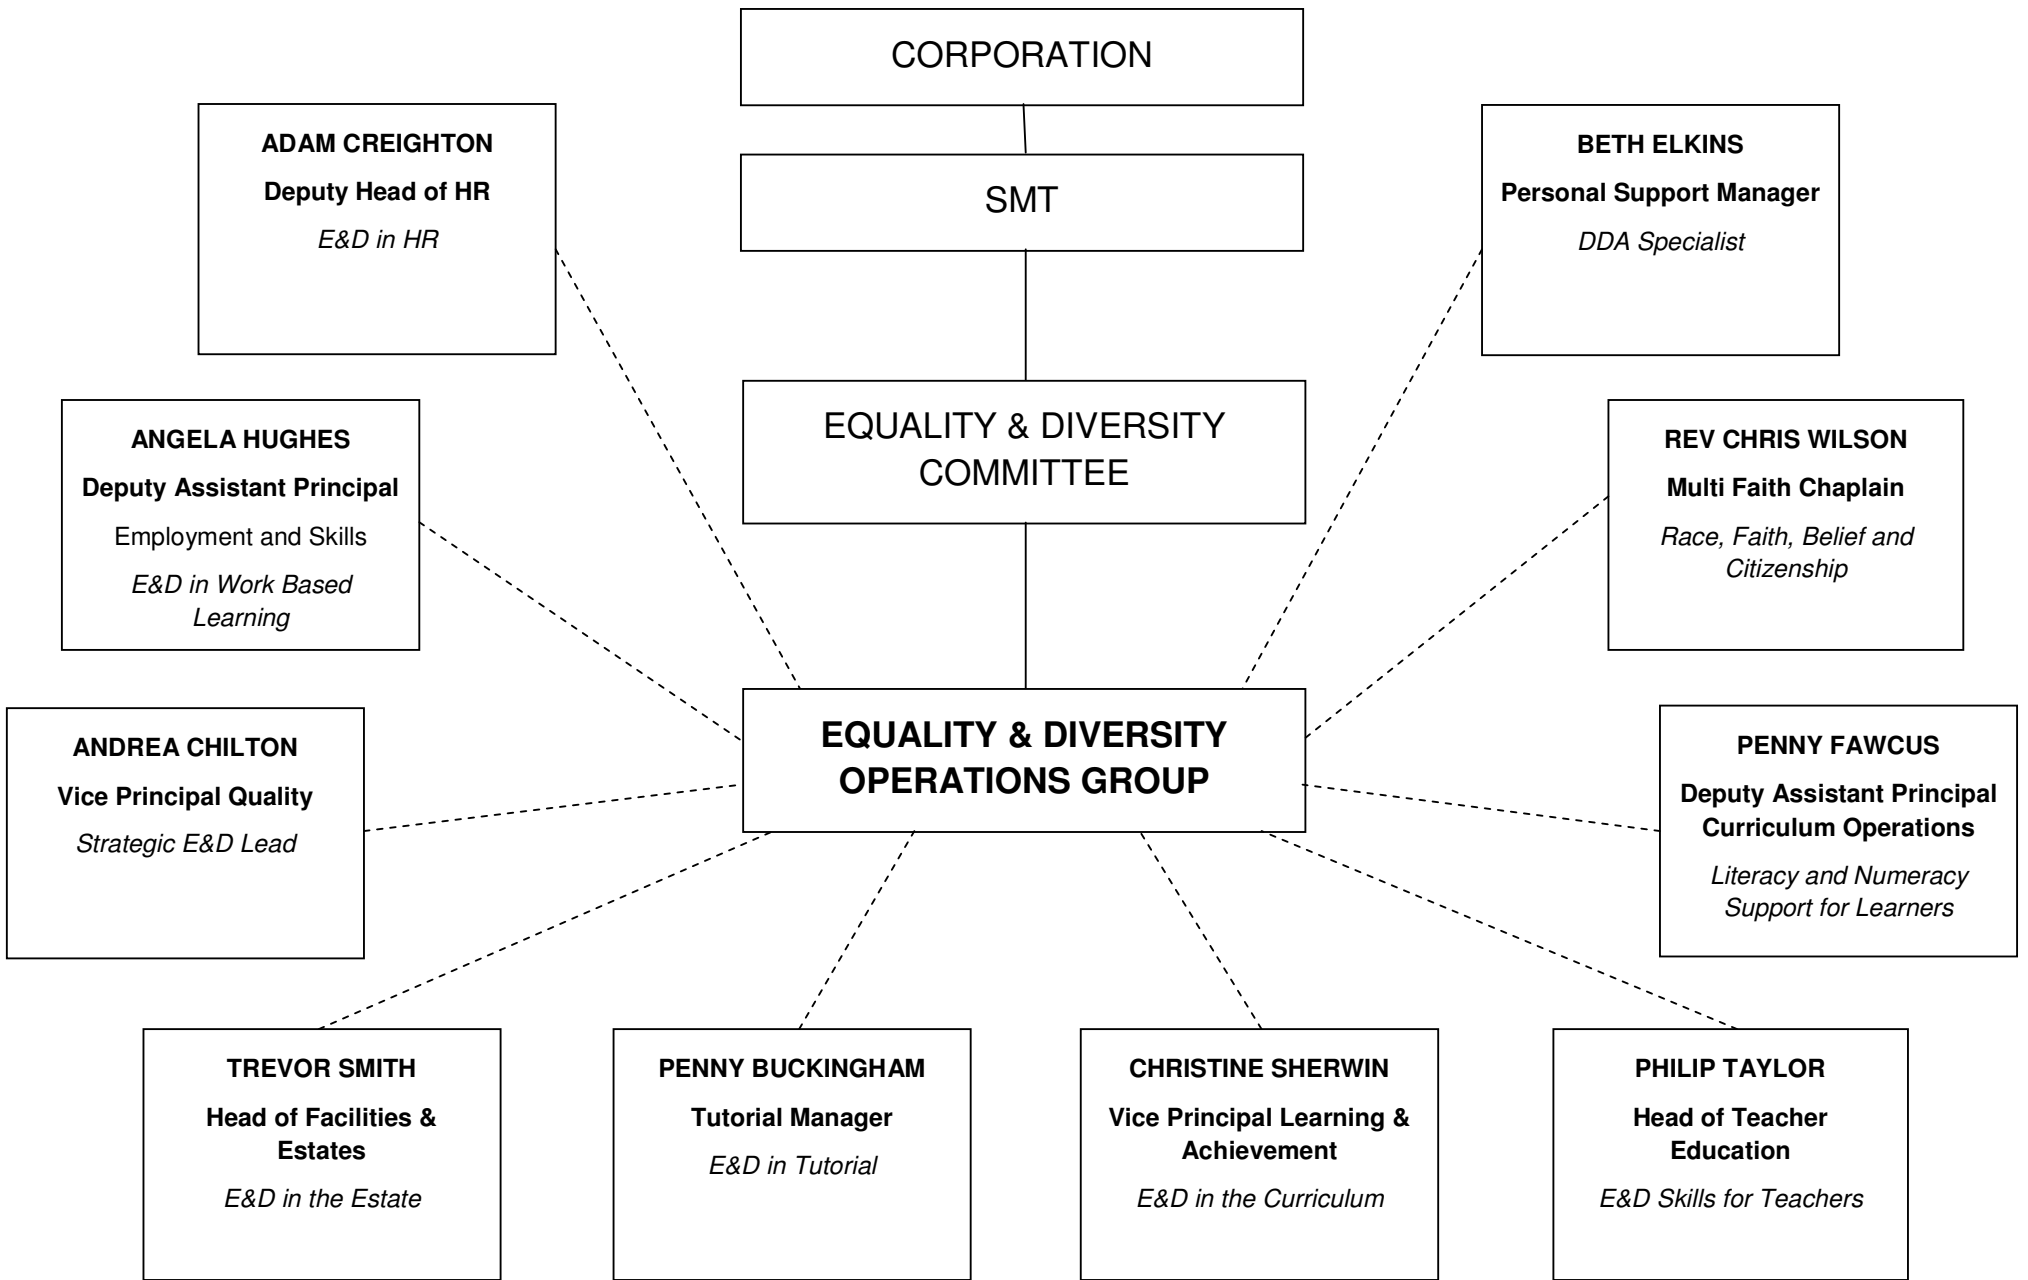 CORPORATION
ADAM CREIGHTON
Deputy Head of HR
E&D in HR
SMT
BETH ELKINS
Personal Support Manager
DDA Specialist
ANGELA HUGHES
Deputy Assistant Principal
Employment and Skills
E&D in Work Based
Learning
EQUALITY & DIVERSITY
COMMITTEE
REV CHRIS WILSON
Multi Faith Chaplain
Race, Faith, Belief and
Citizenship
ANDREA CHILTON
Vice Principal Quality
Strategic E&D Lead
EQUALITY & DIVERSITY
OPERATIONS GROUP
PENNY FAWCUS
Deputy Assistant Principal
Curriculum Operations
Literacy and Numeracy
Support for Learners
TREVOR SMITH
Head of Facilities &
Estates
E&D in the Estate
PENNY BUCKINGHAM
Tutorial Manager
E&D in Tutorial
CHRISTINE SHERWIN
Vice Principal Learning &
Achievement
E&D in the Curriculum
PHILIP TAYLOR
Head of Teacher
Education
E&D Skills for Teachers